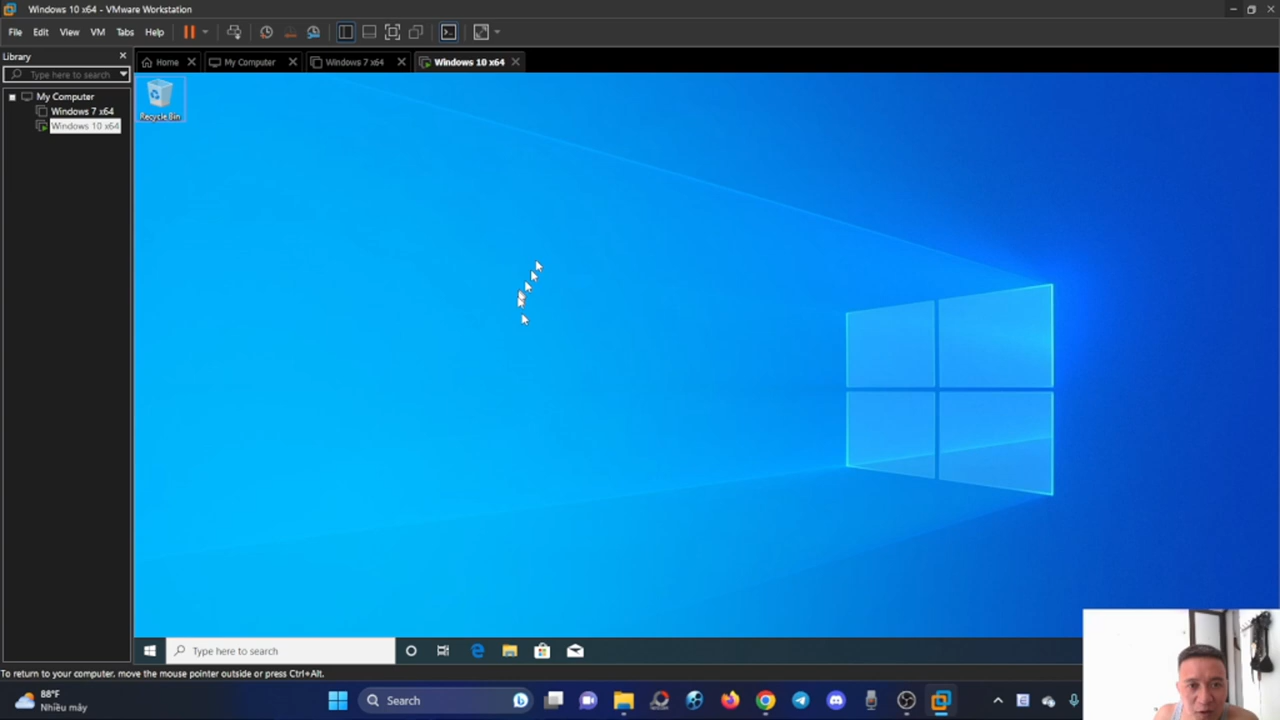 Windows 10 x64 - VMware Workstation
File Edit View VM Tabs Help
Library
Type here to search
My Computer
Windows 7 x64
Windows 10 x64
Home My Computer Windows 7 x64 Windows 10 x64
Recycle Bin
Type here to search
To return to your computer, move the mouse pointer outside or press Ctrl+Alt.
88°F
Nhiều mây
Search